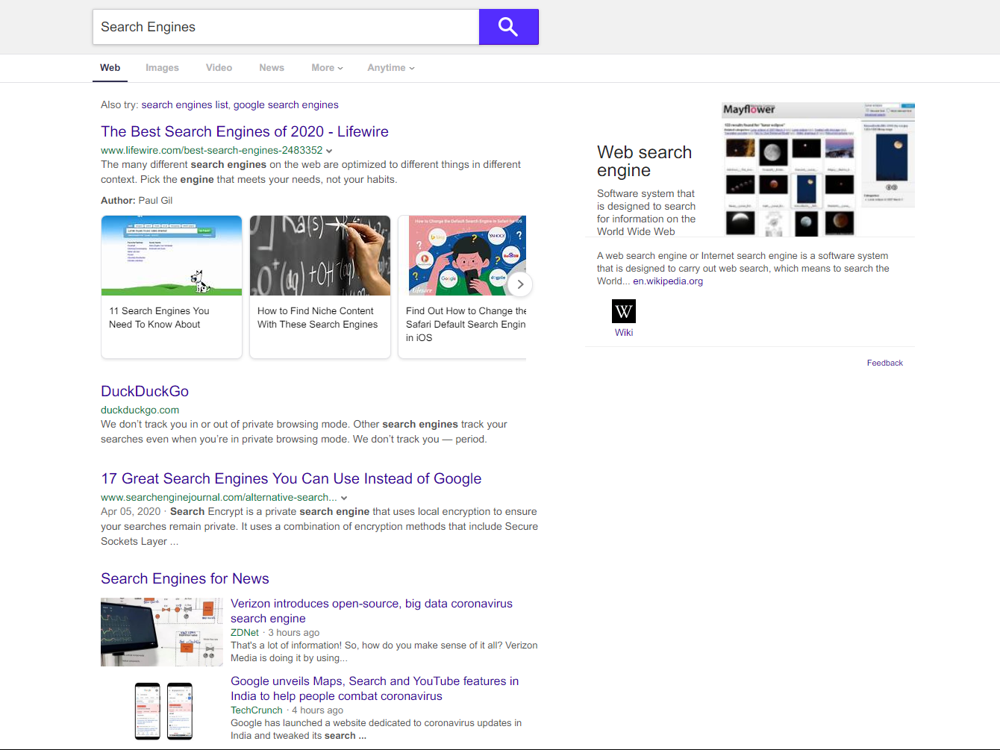 Search Engines
Web Images Video News More Anytime
Also try: search engines list, google search engines
The Best Search Engines of 2020 - Lifewire
www.lifewire.com/best-search-engines-2483352
The many different search engines on the web are optimized to different things in different
context. Pick the engine that meets your needs, not your habits.
Author: Paul Gil
How to Change the Default Search Engine in Safari for iOS
11 Search Engines You
Need To Know About
How to Find Niche Content
With These Search Engines
Find Out How to Change the
Safari Default Search Engin
in iOS
DuckDuckGo
duckduckgo.com
We don’t track you in or out of private browsing mode. Other search engines track your
searches even when you’re in private browsing mode. We don’t track you — period.
17 Great Search Engines You Can Use Instead of Google
www.searchenginejournal.com/alternative-search...
Apr 05, 2020 · Search Encrypt is a private search engine that uses local encryption to ensure
your searches remain private. It uses a combination of encryption methods that include Secure
Sockets Layer ...
Search Engines for News
Verizon introduces open-source, big data coronavirus
search engine
ZDNet · 3 hours ago
That's a lot of information! So, how do you make sense of it all? Verizon
Media is doing it by using...
Google unveils Maps, Search and YouTube features in
India to help people combat coronavirus
TechCrunch · 4 hours ago
Google has launched a website dedicated to coronavirus updates in
India and tweaked its search ...
Web search
engine
Software system that
is designed to search
for information on the
World Wide Web
Mayflower
A web search engine or Internet search engine is a software system
that is designed to carry out web search, which means to search the
World... en.wikipedia.org
W
Wiki
Feedback